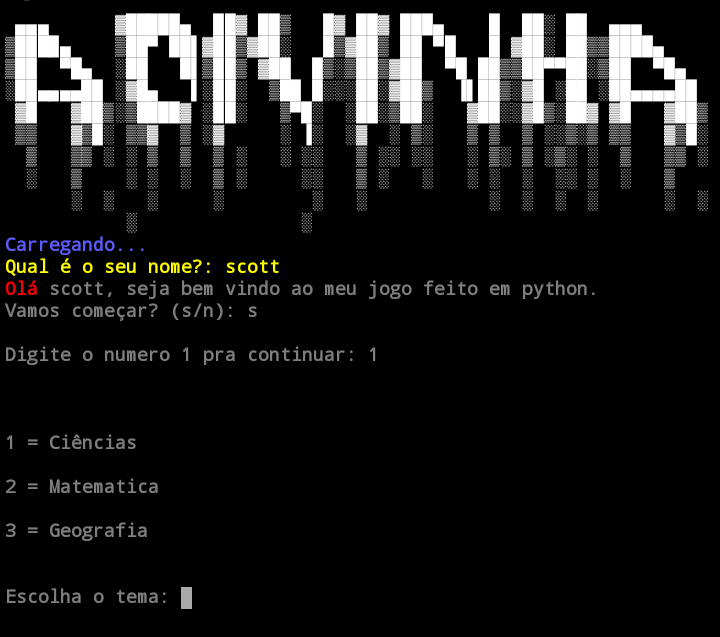 ADIVINHA
Carregando...
Qual é o seu nome?: scott
Olá scott, seja bem vindo ao meu jogo feito em python.
Vamos começar? (s/n): s
Digite o numero 1 pra continuar: 1
1 = Ciências
2 = Matematica
3 = Geografia
Escolha o tema: